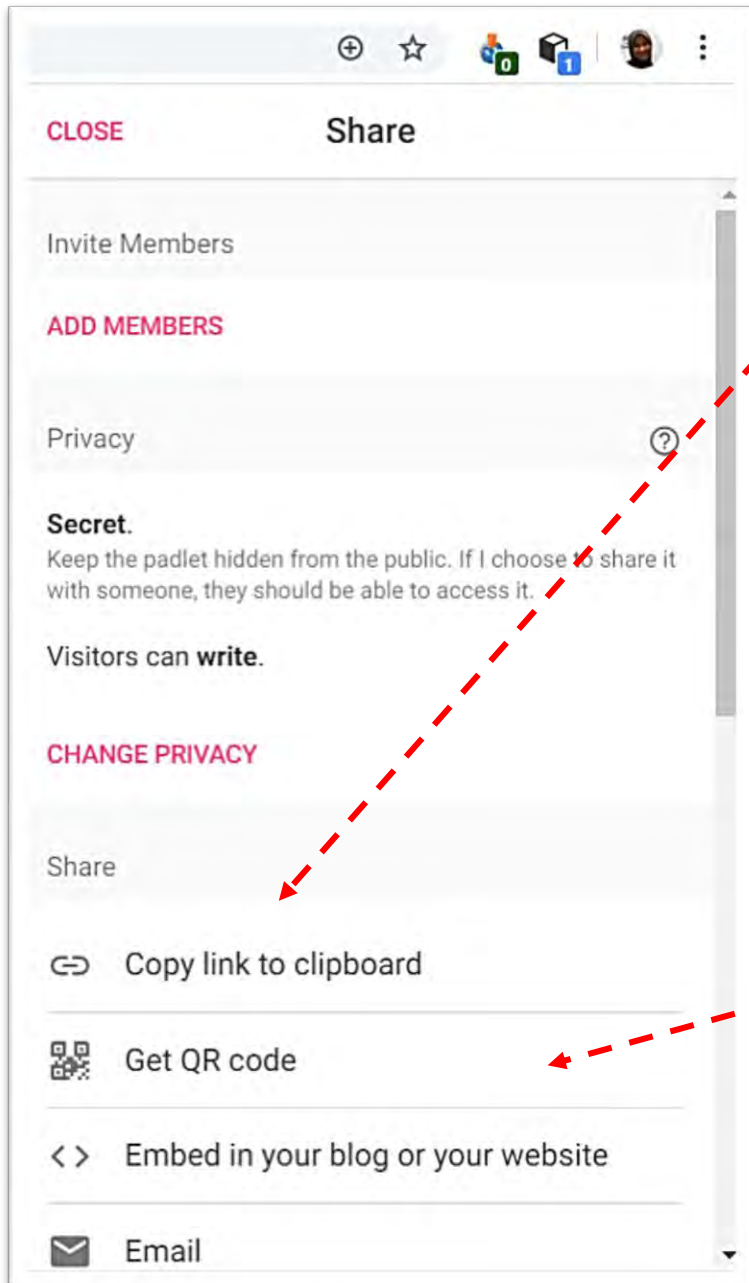 0
1
CLOSE
Share
Invite Members
ADD MEMBERS
Privacy
Secret.
Keep the padlet hidden from the public. If I choose to share it
with someone, they should be able to access it.
Visitors can write.
CHANGE PRIVACY
Share
Copy link to clipboard
Get QR code
Embed in your blog or your website
Email